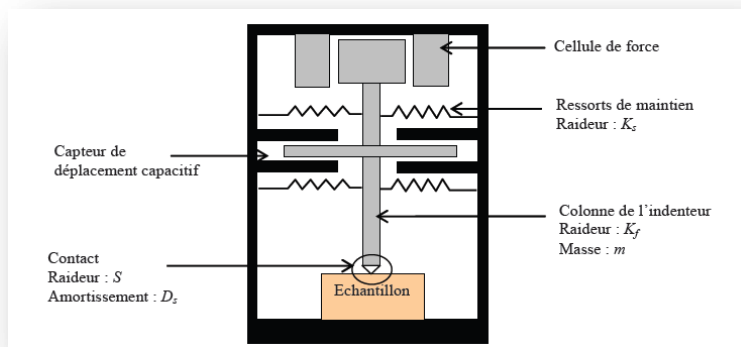 Cellule de force
Ressorts de maintien
Raideur : Ks
Capteur de
déplacement capacitif
Colonne de l’indenteur
Raideur : Kf
Masse : m
Contact
Raideur : S
Amortissement : Ds
Echantillon